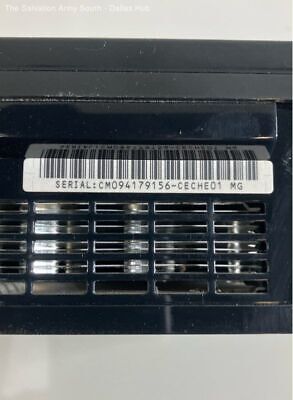 The Salvation Army South - Dallas Hub
SERIAL:CM094179156-CECHE01 MG